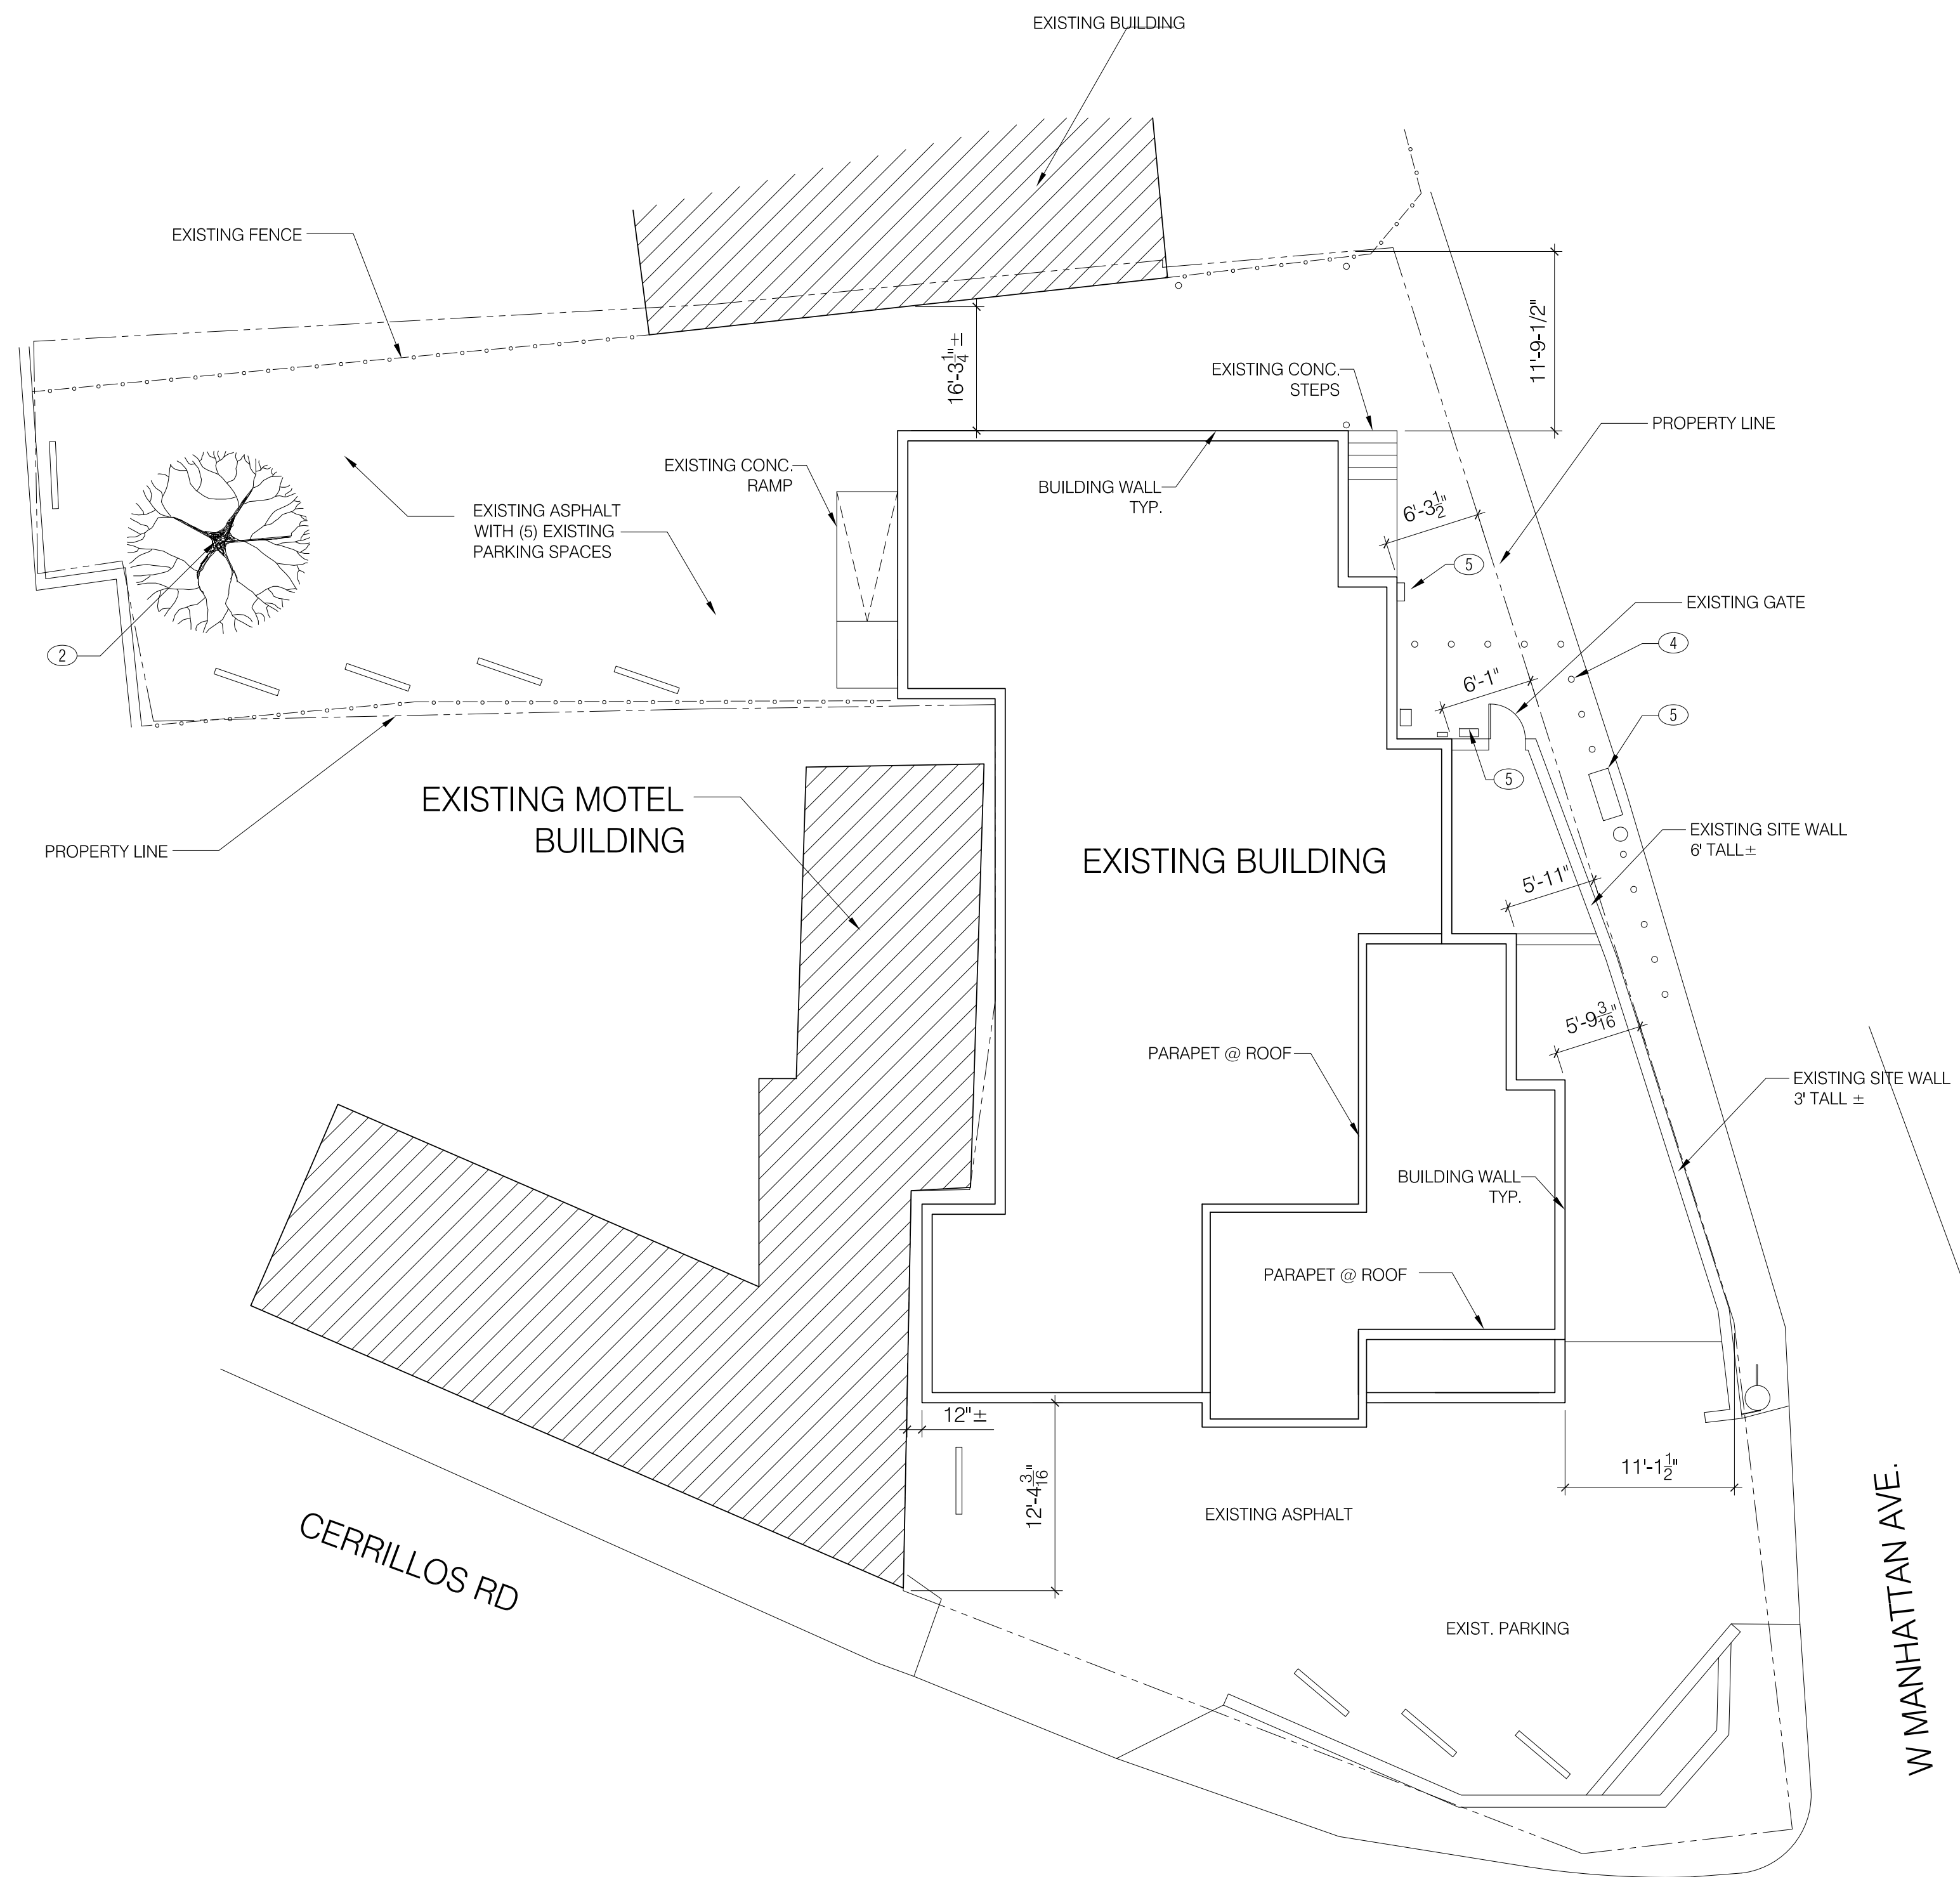 EXISTING BUILDING
EXISTING FENCE
11'-9-1/2"
16'-3 1/4" ±
EXISTING CONC.
STEPS
PROPERTY LINE
EXISTING CONC.
RAMP
BUILDING WALL
TYP.
EXISTING ASPHALT
WITH (5) EXISTING
PARKING SPACES
6'-3 1/2"
5
EXISTING GATE
4
2
6'-1"
5
5
EXISTING MOTEL
BUILDING
PROPERTY LINE
EXISTING BUILDING
EXISTING SITE WALL
6' TALL±
5'-11"
5'-9 3/16"
PARAPET @ ROOF
EXISTING SITE WALL
3' TALL ±
BUILDING WALL
TYP.
PARAPET @ ROOF
12"±
12'-4 3/16"
11'-1 1/2"
EXISTING ASPHALT
CERRILLOS RD
EXIST. PARKING
W MANHATTAN AVE.